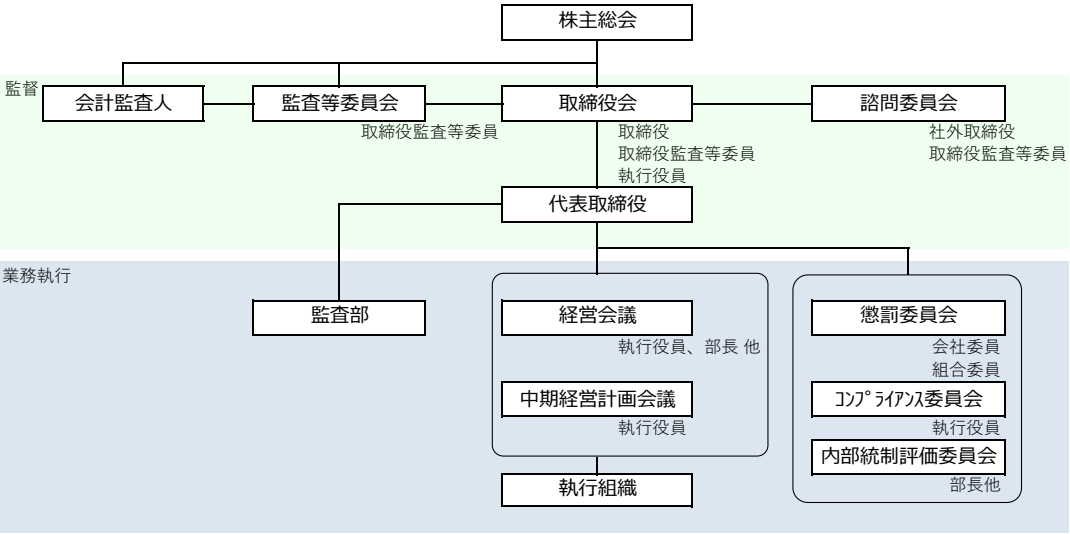 株主総会
監督
会計監査人
監査等委員会
取締役会
諮問委員会
取締役監査等委員
取締役
取締役監査等委員
執行役員
社外取締役
取締役監査等委員
代表取締役
業務執行
監査部
経営会議
執行役員、部長 他
中期経営計画会議
執行役員
執行組織
懲罰委員会
会社委員
組合委員
ｺﾝﾌﾟﾗｲｱﾝｽ委員会
執行役員
内部統制評価委員会
部長他